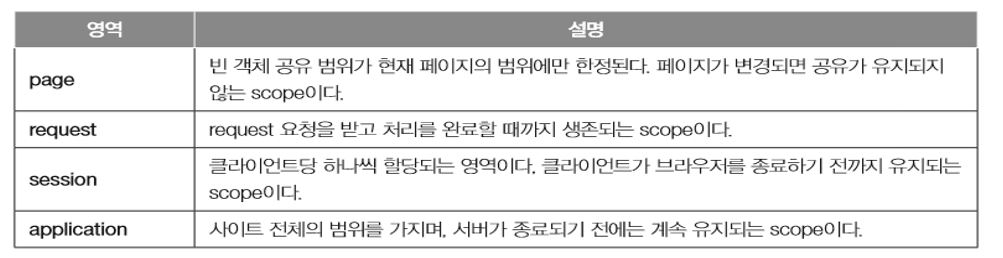 영역 설명
page 빈 객체 공유 범위가 현재 페이지의 범위에만 한정된다. 페이지가 변경되면 공유가 유지되지
않는 scope이다.
request request 요청을 받고 처리를 완료할 때까지 생존되는 scope이다.
session 클라이언트당 하나씩 할당되는 영역이다. 클라이언트가 브라우저를 종료하기 전까지 유지되는
scope이다.
application 사이트 전체의 범위를 가지며, 서버가 종료되기 전에는 계속 유지되는 scope이다.